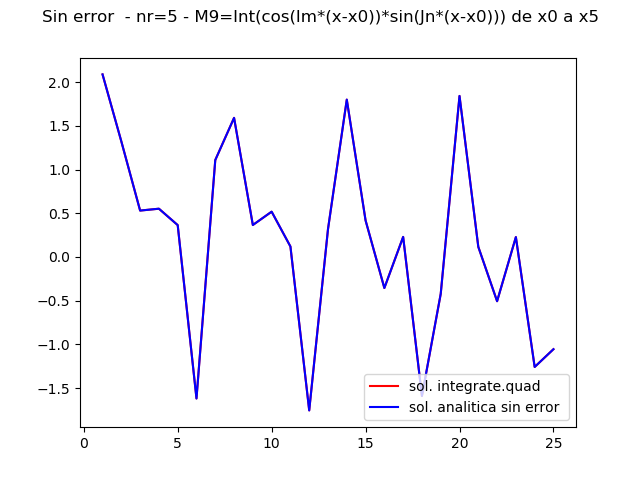 Sin error  - nr=5 - M9=Int(cos(Im*(x-x0))*sin(Jn*(x-x0))) de x0 a x5
2.0
1.5
1.0
0.5
0.0
−0.5
−1.0
−1.5
sol. integrate.quad
sol. analitica sin error
0 5 10 15 20 25